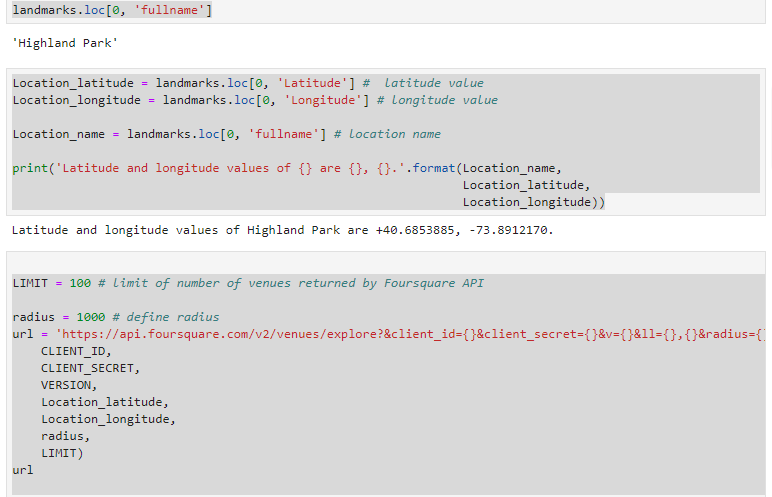 landmarks.loc[0, 'fullname']
'Highland Park'
Location_latitude = landmarks.loc[0, 'Latitude'] #  latitude value
Location_longitude = landmarks.loc[0, 'Longitude'] # longitude value
Location_name = landmarks.loc[0, 'fullname'] # location name
print('Latitude and longitude values of {} are {}, {}.'.format(Location_name,
Location_latitude,
Location_longitude))
Latitude and longitude values of Highland Park are +40.6853885, -73.8912170.
LIMIT = 100 # limit of number of venues returned by Foursquare API
radius = 1000 # define radius
url = 'https://api.foursquare.com/v2/venues/explore?&client_id={}&client_secret={}&v={}&ll={},{}&radius={
CLIENT_ID,
CLIENT_SECRET,
VERSION,
Location_latitude,
Location_longitude,
radius,
LIMIT)
url